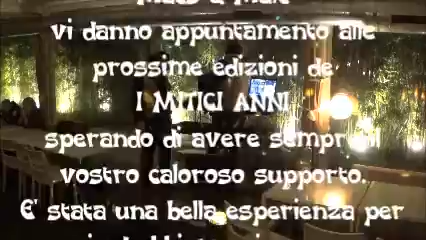 vi danno appuntamento alle
prossime edizioni de
I MITICI ANNI
sperando di avere sempre il
vostro caloroso supporto.
E' stata una bella esperienza per